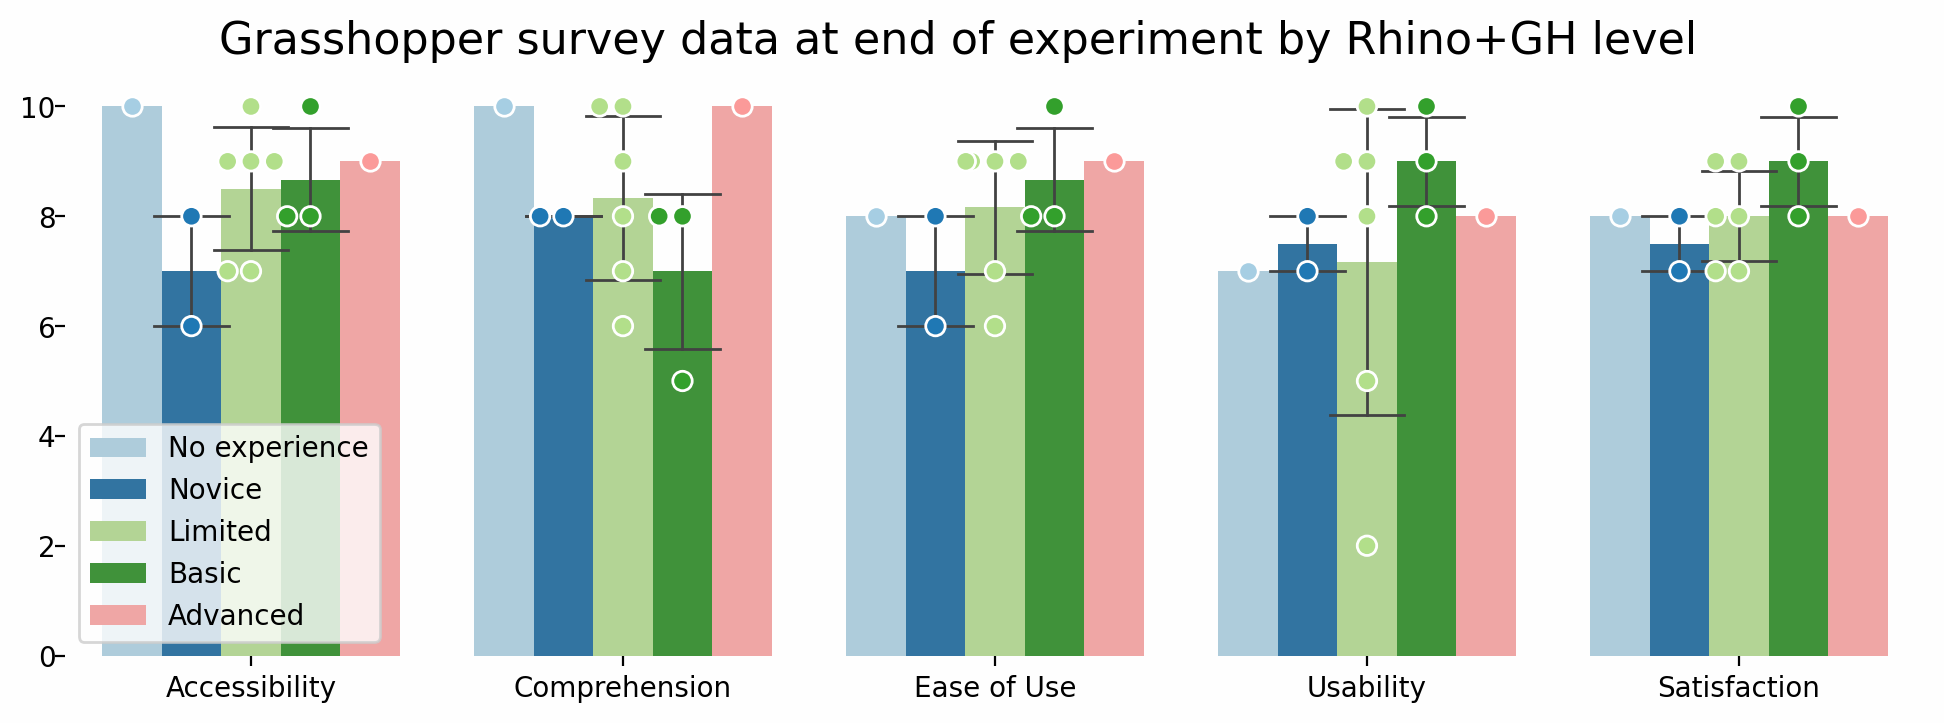 Grasshopper survey data at end of experiment by Rhino+GH level
10
8
6
4
2
0
No experience
Novice
Limited
Basic
Advanced
Accessibility
Comprehension
Ease of Use
Usability
Satisfaction